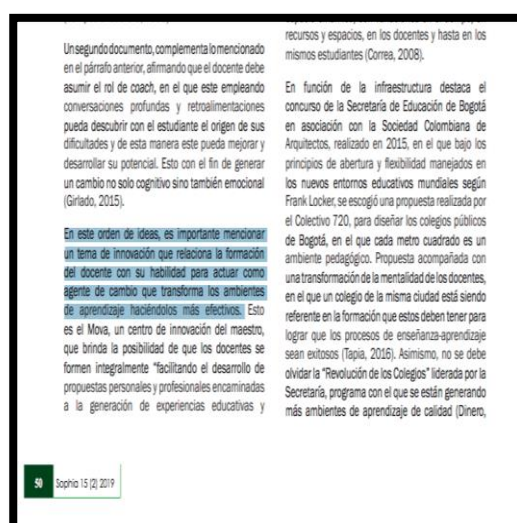 Un segundo documento, complementa lo mencionado
en el párrafo anterior, afirmando que el docente debe
asumir el rol de coach, en el que este empleando
conversaciones profundas y retroalimentaciones
pueda descubrir con el estudiante el origen de sus
dificultades y de esta manera este pueda mejorar y
desarrollar su potencial. Esto con el fin de generar
un cambio no solo cognitivo sino también emocional
(Girlado, 2015).
En este orden de ideas, es importante mencionar
un tema de innovación que relaciona la formación
del docente con su habilidad para actuar como
agente de cambio que transforma los ambientes
de aprendizaje haciéndolos más efectivos. Esto
es el Mova, un centro de innovación del maestro,
que brinda la posibilidad de que los docentes se
formen integralmente "facilitando el desarrollo de
propuestas personales y profesionales encaminadas
a la generación de experiencias educativas y
recursos y espacios, en los docentes y hasta en los
mismos estudiantes (Correa, 2008).
En función de la infraestructura destaca el
concurso de la Secretaría de Educación de Bogotá
en asociación con la Sociedad Colombiana de
Arquitectos, realizado en 2015, en el que bajo los
principios de abertura y flexibilidad manejados en
los nuevos entornos educativos mundiales según
Frank Locker, se escogió una propuesta realizada por
el Colectivo 720, para diseñar los colegios públicos
de Bogotá, en el que cada metro cuadrado es un
ambiente pedagógico. Propuesta acompañada con
una transformación de la mentalidad de los docentes,
en el que un colegio de la misma ciudad está siendo
referente en la formación que estos deben tener para
lograr que los procesos de enseñanza-aprendizaje
sean exitosos (Tapia, 2016). Asimismo, no se debe
olvidar la "Revolución de los Colegios" liderada por la
Secretaría, programa con el que se están generando
más ambientes de aprendizaje de calidad (Dinero,
50 Sophia 15 (2) 2019